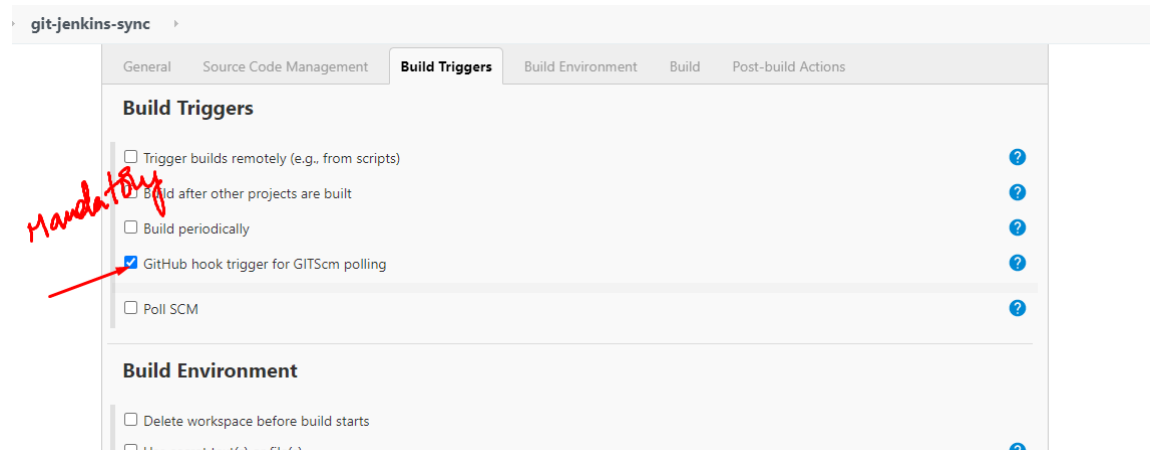 git-jenkins-sync
General Source Code Management Build Triggers Build Environment Build Post-build Actions
Build Triggers
Trigger builds remotely (e.g., from scripts)
Mandatory
Build after other projects are built
Build periodically
GitHub hook trigger for GITScm polling
Poll SCM
Build Environment
Delete workspace before build starts